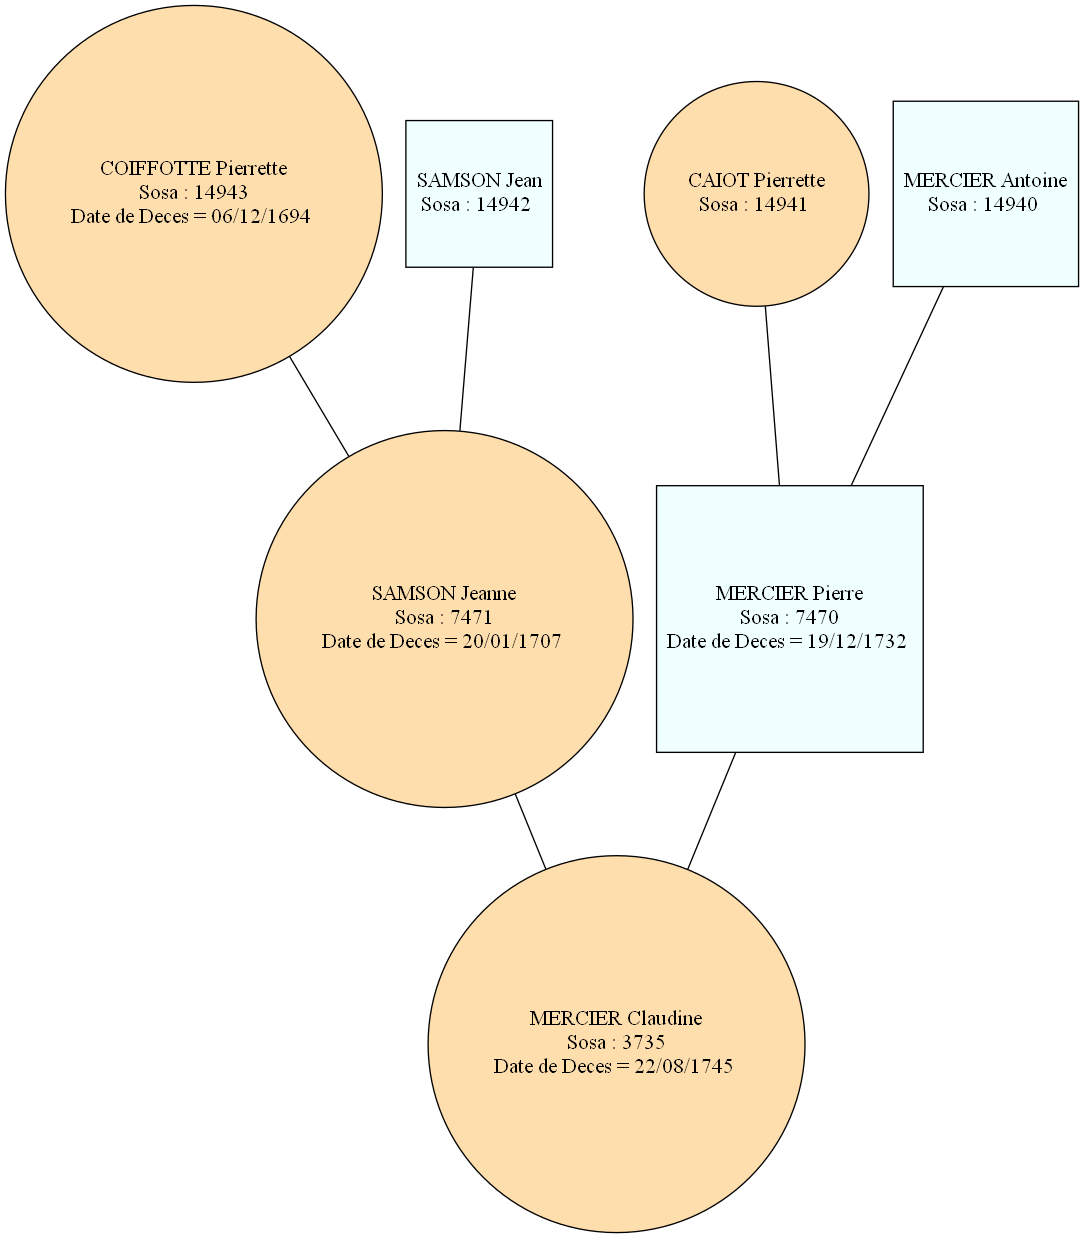 COIFFOTTE Pierrette
Sosa : 14943
Date de Deces = 06/12/1694
SAMSON Jean
Sosa : 14942
CAIOT Pierrette
Sosa : 14941
MERCIER Antoine
Sosa : 14940
SAMSON Jeanne
Sosa : 7471
Date de Deces = 20/01/1707
MERCIER Pierre
Sosa : 7470
Date de Deces = 19/12/1732
MERCIER Claudine
Sosa : 3735
Date de Deces = 22/08/1745